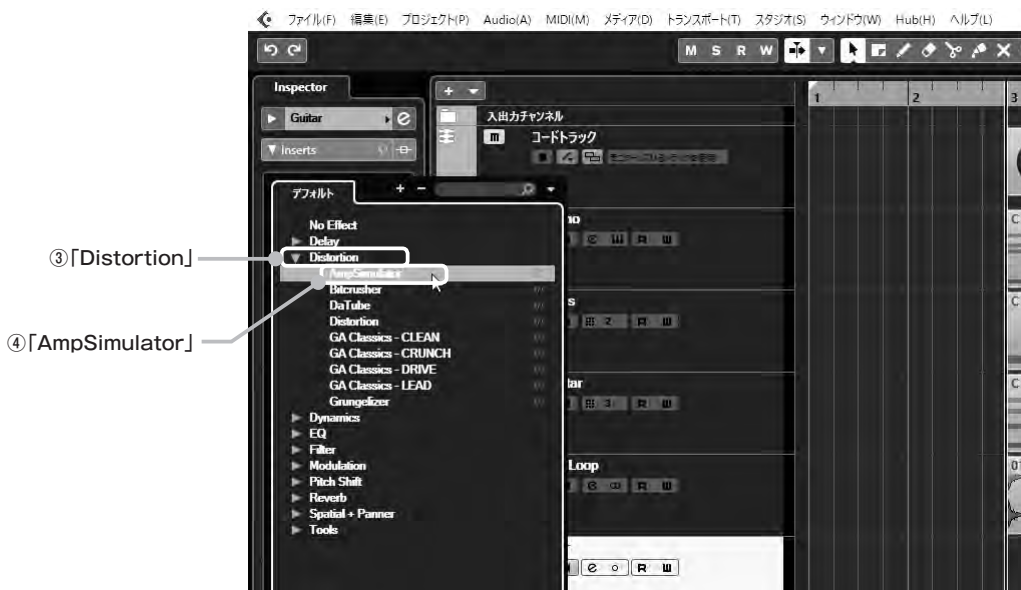 ファイル(F) 編集(E) プロジェクト(P) Audio(A) MIDI(M) メディア(D) トランスポート(T) スタジオ(S) ウィンドウ(W) Hub(H) ヘルプ(L)
M S R W
Inspector
Guitar
Inserts
入出力チャンネル
m コードトラック
1 2 3
デフォルト
No Effect
Delay
③「Distortion」
Distortion
④「AmpSimulator」
AmpSimulator
Bitcrusher
DaTube
Distortion
GA Classics - CLEAN
GA Classics - CRUNCH
GA Classics - DRIVE
GA Classics - LEAD
Grungelizer
Dynamics
EQ
Filter
Modulation
Pitch Shift
Reverb
Spatial + Panner
Tools
no
s
tar
Loop